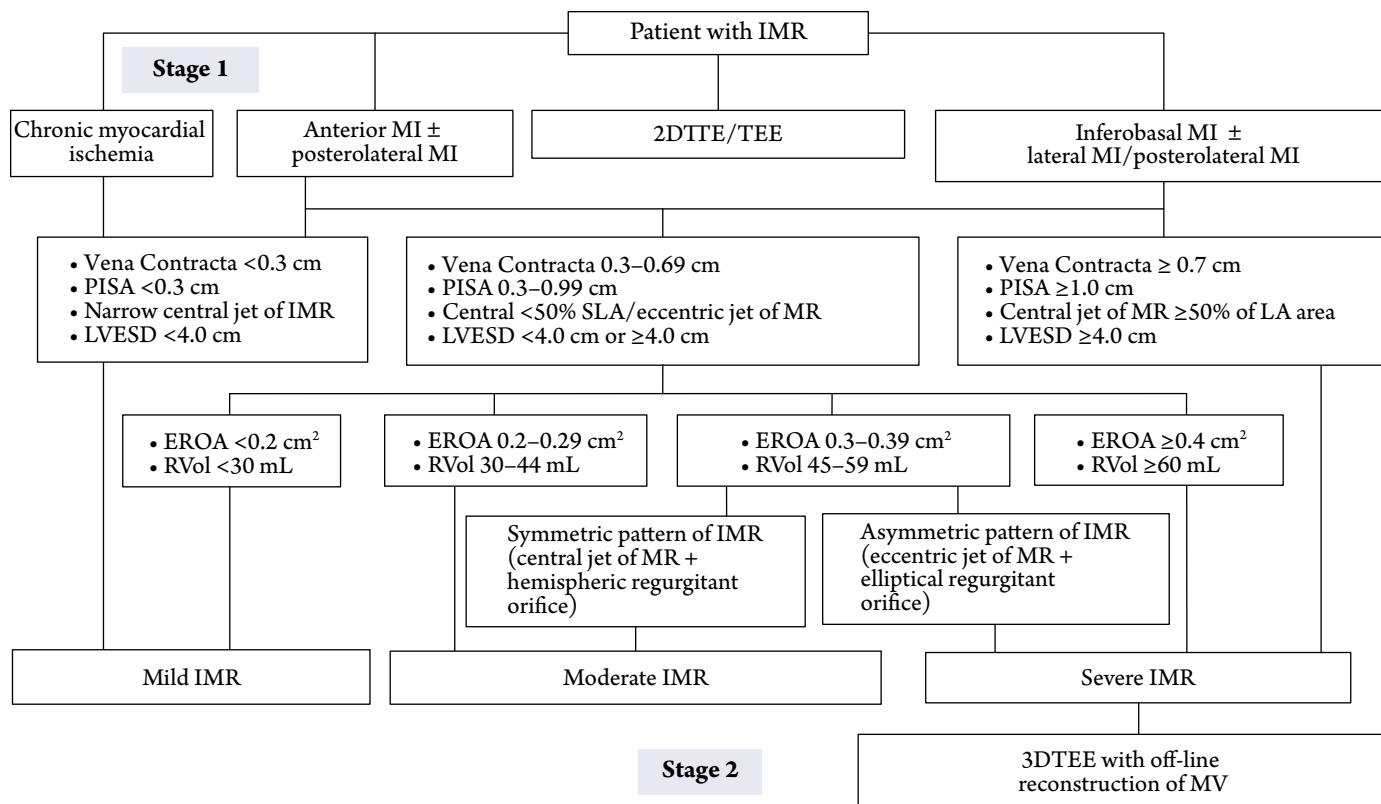 Patient with IMR
Stage 1
Chronic myocardial
ischemia
Anterior MI ±
posterolateral MI
2DTTE/TEE
Inferobasal MI ±
lateral MI/posterolateral MI
• Vena Contracta <0.3 cm
• PISA <0.3 cm
• Narrow central jet of IMR
• LVESD <4.0 cm
• Vena Contracta 0.3–0.69 cm
• PISA 0.3–0.99 cm
• Central <50% SLA/eccentric jet of MR
• LVESD <4.0 cm or ≥4.0 cm
• Vena Contracta ≥ 0.7 cm
• PISA ≥1.0 cm
• Central jet of MR ≥50% of LA area
• LVESD ≥4.0 cm
• EROA <0.2 cm²
• RVol <30 mL
• EROA 0.2–0.29 cm²
• RVol 30–44 mL
• EROA 0.3–0.39 cm²
• RVol 45–59 mL
• EROA ≥0.4 cm²
• RVol ≥60 mL
Symmetric pattern of IMR
(central jet of MR +
hemispheric regurgitant
orifice)
Asymmetric pattern of IMR
(eccentric jet of MR +
elliptical regurgitant
orifice)
Mild IMR
Moderate IMR
Severe IMR
Stage 2
3DTEE with off-line
reconstruction of MV